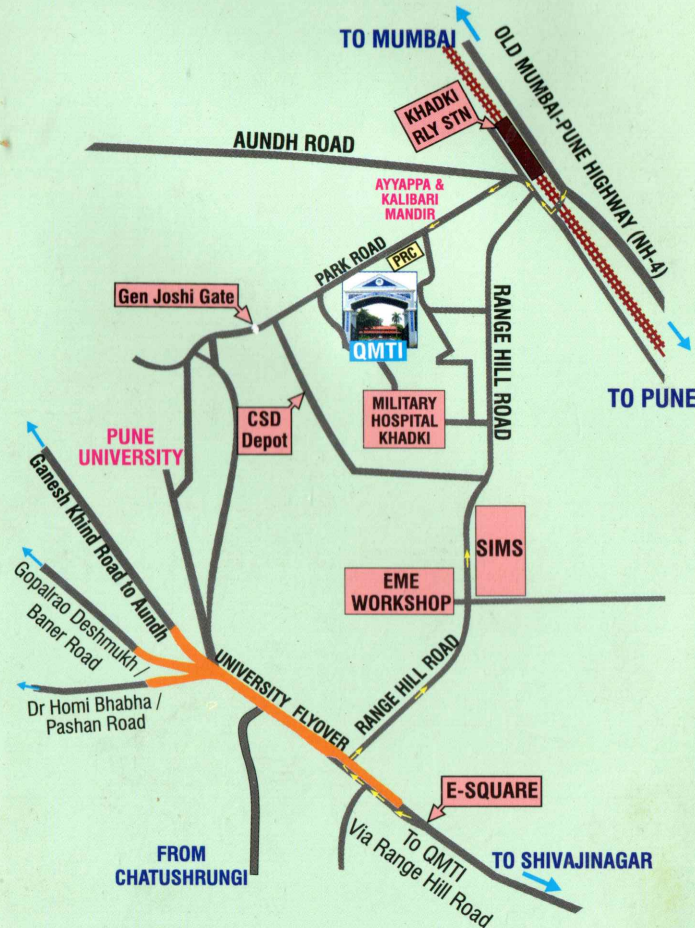 TO MUMBAI
OLD MUMBAI-PUNE HIGHWAY (NH-4)
KHADKI
RLY STN
AUNDH ROAD
AYYAPPA &
KALIBARI
MANDIR
PARK ROAD
PRC
Gen Joshi Gate
QMTI
RANGE HILL ROAD
TO PUNE
CSD
Depot
MILITARY
HOSPITAL
KHADKI
PUNE
UNIVERSITY
Ganesh Khind Road to Aundh
SIMS
EME
WORKSHOP
Gopalrao Deshmukh /
Baner Road
UNIVERSITY FLYOVER
RANGE HILL ROAD
Dr Homi Bhabha /
Pashan Road
E-SQUARE
To QMTI
Via Range Hill Road
FROM
CHATUSHRUNGI
TO SHIVAJINAGAR